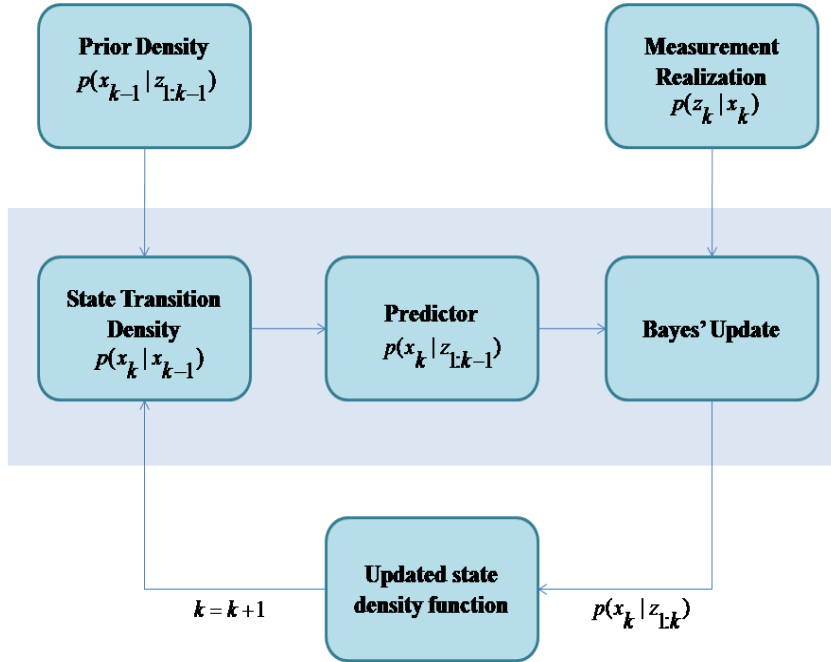 Prior Density
p(x_{k−1} | z_{1:k−1})
Measurement
Realization
p(z_k | x_k)
State Transition
Density
p(x_k | x_{k−1})
Predictor
p(x_k | z_{1:k−1})
Bayes' Update
Updated state
density function
k = k+1
p(x_k | z_{1:k})